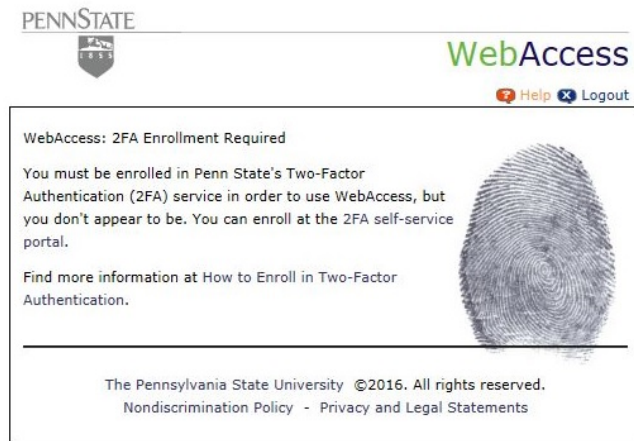 PENNSTATE
1855
WebAccess
? Help X Logout
WebAccess: 2FA Enrollment Required
You must be enrolled in Penn State's Two-Factor
Authentication (2FA) service in order to use WebAccess, but
you don't appear to be. You can enroll at the 2FA self-service
portal.
Find more information at How to Enroll in Two-Factor
Authentication.
The Pennsylvania State University ©2016. All rights reserved.
Nondiscrimination Policy - Privacy and Legal Statements